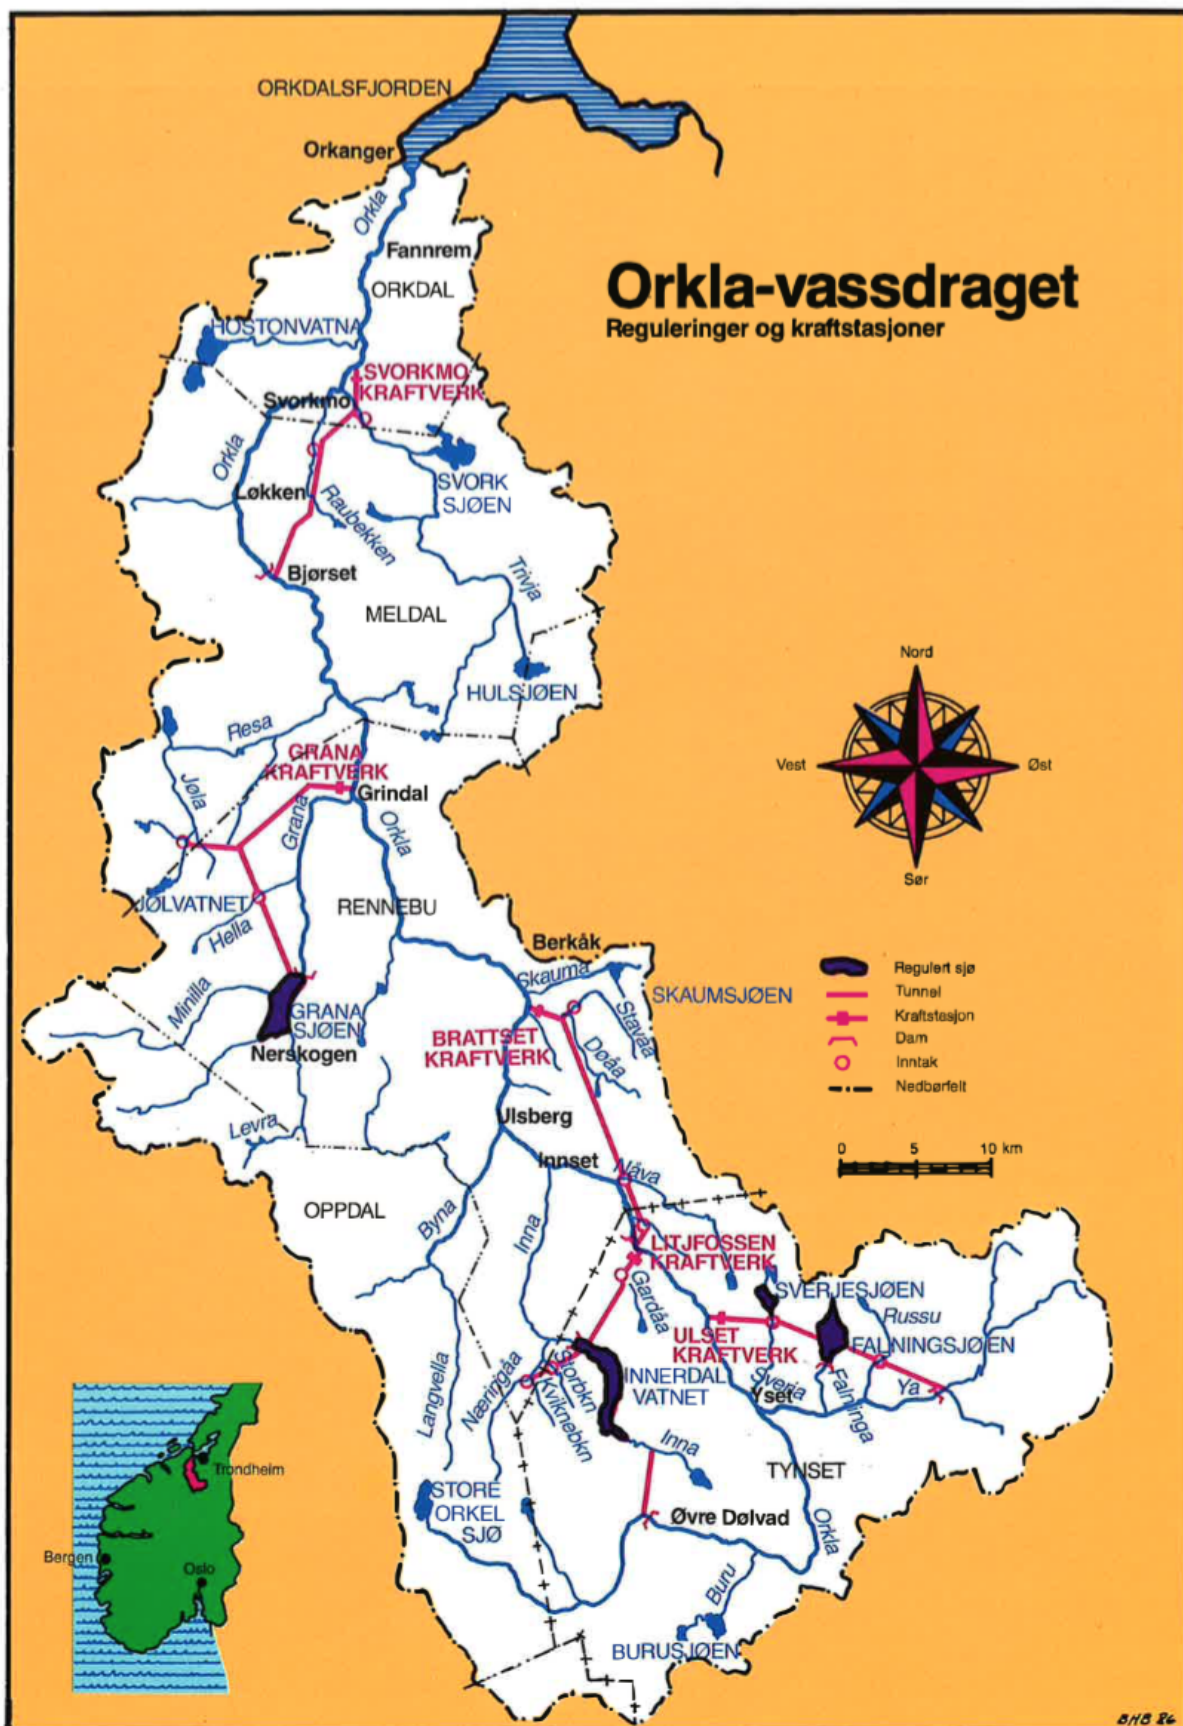 ORKDALSFJORDEN
Orkanger
Orkla
Fannrem
ORKDAL
Orkla-vassdraget
Reguleringer og kraftstasjoner
HOSTONVATNA
SVORKMO
KRAFTVERK
Svorkmo
Orkla
SVORK
SJØEN
Løkken
Raubekken
Bjørset
Trivja
MELDAL
HULSJØEN
Resa
GRANA
KRAFTVERK
Grindal
Jøla
Grana
Orkla
JØLVATNET
Hella
RENNEBU
Berkåk
Skauma
SKAUMSJØEN
Stavåa
Minilla
GRANA
SJØEN
Nerskogen
BRATTSET
KRAFTVERK
Døåa
Ulsberg
Levra
Innset
Nåva
OPPDAL
Byna
Inna
LITJFOSSEN
KRAFTVERK
Gardåa
SVERJESJØEN
Russu
ULSET
KRAFTVERK
FALNINGSJØEN
Langvella
Næringåa
Storbkn
Kviknebkn
INNERDAL
VATNET
Sverja
Yset
Falninga
Ya
Inna
TYNSET
STORE
ORKEL
SJØ
Øvre Dølvad
Orkla
Buru
BURUSJØEN
Nord
Vest
Øst
Sør
Regulert sjø
Tunnel
Kraftstasjon
Dam
Inntak
Nedbørfelt
0 5 10 km
Trondheim
Bergen
Oslo
BHB 86